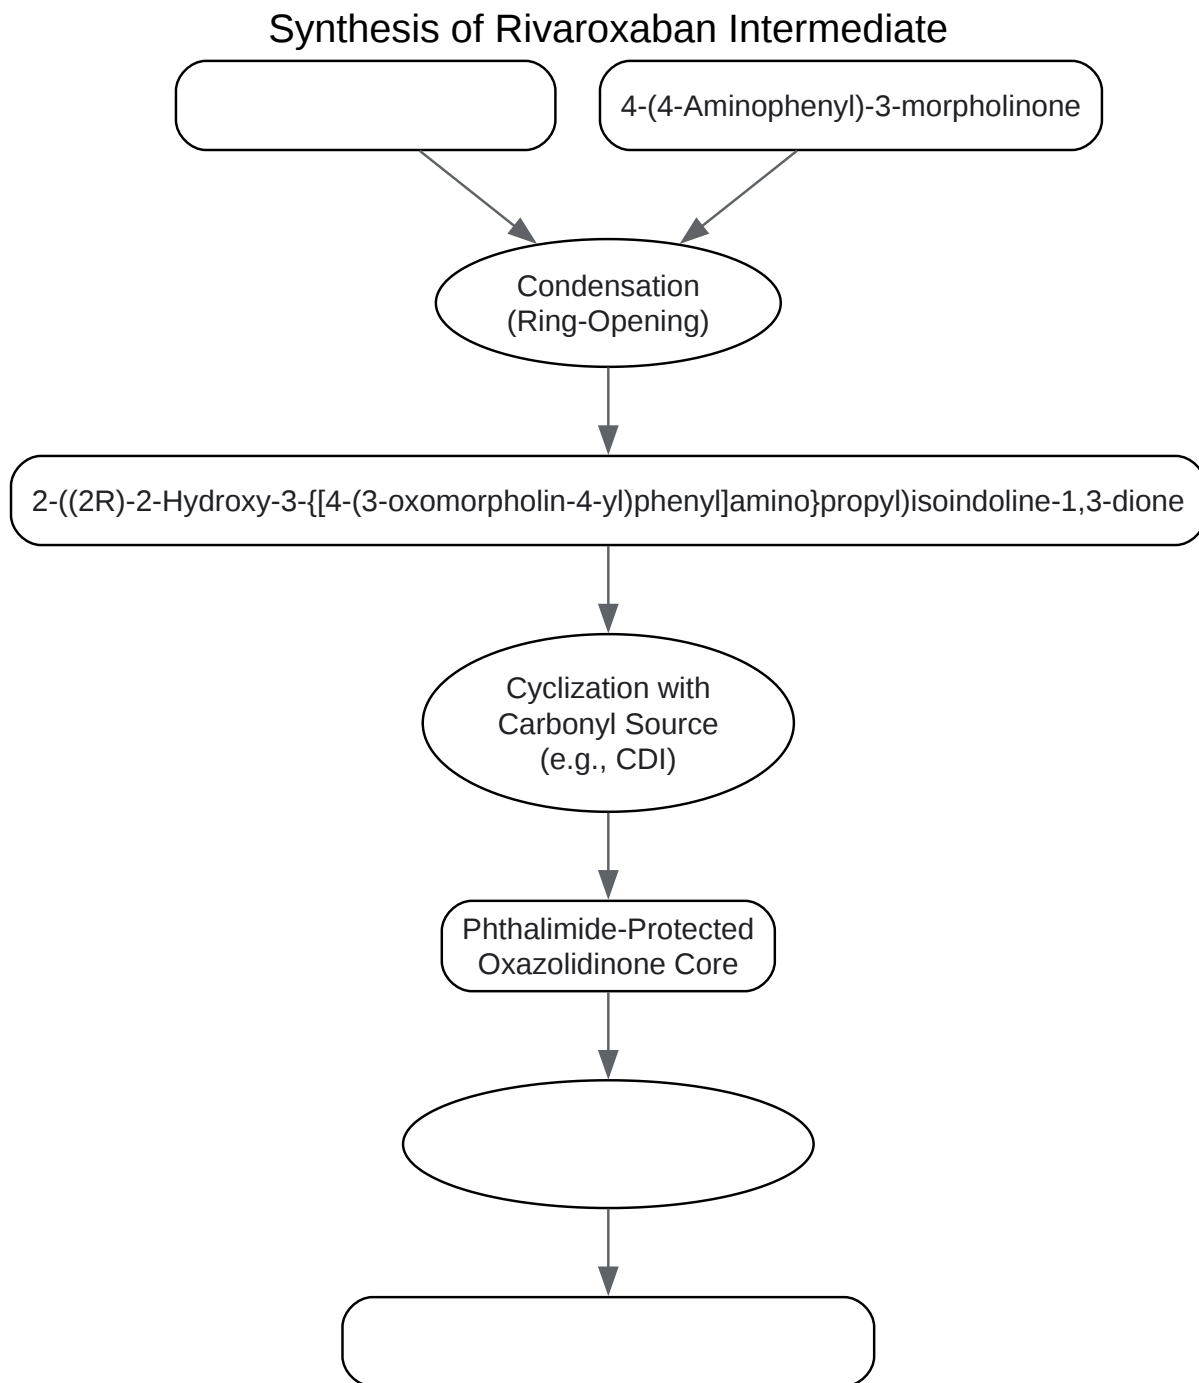 Synthesis of Rivaroxaban Intermediate
4-(4-Aminophenyl)-3-morpholinone
Condensation
(Ring-Opening)
2-((2R)-2-Hydroxy-3-{[4-(3-oxomorpholin-4-yl)phenyl]amino}propyl)isoindoline-1,3-dione
Cyclization with
Carbonyl Source
(e.g., CDI)
Phthalimide-Protected
Oxazolidinone Core